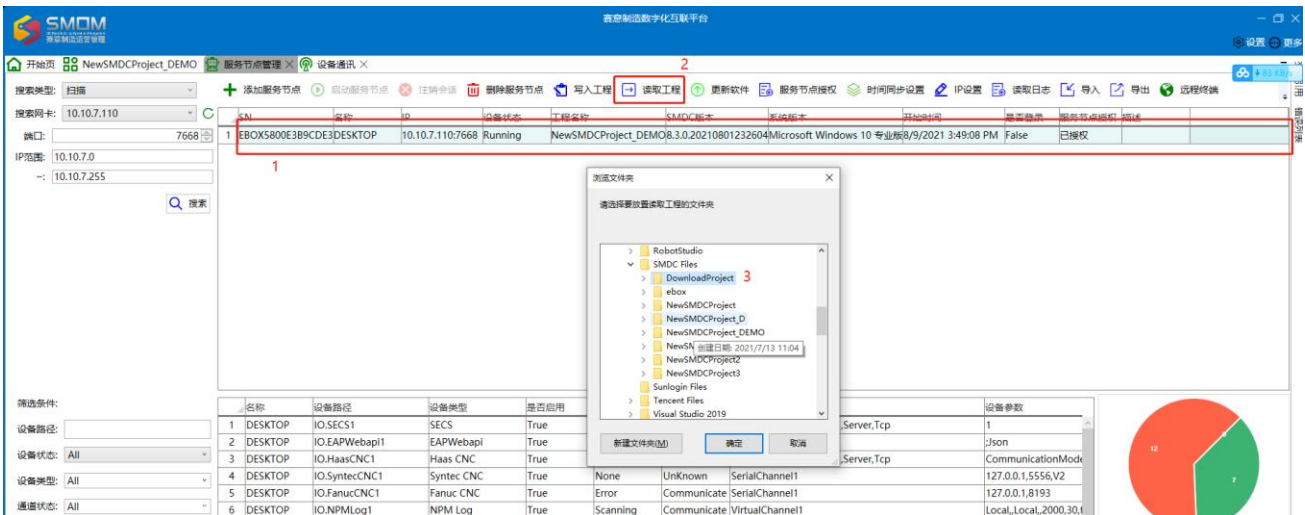 SMOM
赛意制造运营管理
赛意制造数字化互联平台
设置 更多
开始页 NewSMDCProject_DEMO 服务节点管理 × 设备通讯 ×
2
83 KB/s
搜索类型: 扫描
添加服务节点 启动服务节点 注销会话 删除服务节点 写入工程 读取工程 更新软件 服务节点授权 时间同步设置 IP设置 读取日志 导入 导出 远程终端
搜索网卡: 10.10.7.110
SN 名称 IP 设备状态 工程名称 SMDC版本 系统版本 开始时间 是否登录 服务节点授权 描述
端口: 7668
1 EBOX5800E3B9CDE3DESKTOP 10.10.7.110:7668 Running NewSMDCProject_DEMO8.3.0.20210801232604Microsoft Windows 10 专业版8/9/2021 3:49:08 PM False 已授权
IP范围: 10.10.7.0
1
~: 10.10.7.255
搜索
浏览文件夹
请选择要放置读取工程的文件夹
RobotStudio
SMDC Files
DownloadProject 3
ebox
NewSMDCProject
NewSMDCProject_D
NewSMDCProject_DEMO
NewSM
创建日期: 2021/7/13 11:04
NewSMDCProject2
NewSMDCProject3
Sunlogin Files
Tencent Files
Visual Studio 2019
新建文件夹(M) 确定 取消
筛选条件:
设备路径:
设备状态: All
设备类型: All
通道状态: All
名称 设备路径 设备类型 是否启用 设备参数
1 DESKTOP IO.SECS1 SECS True ,Server,Tcp 1
2 DESKTOP IO.EAPWebapi1 EAPWebapi True ;Json
3 DESKTOP IO.HaasCNC1 Haas CNC True ,Server,Tcp CommunicationMode
4 DESKTOP IO.SyntecCNC1 Syntec CNC True None UnKnown SerialChannel1 127.0.0.1,5556,V2
5 DESKTOP IO.FanucCNC1 Fanuc CNC True Error Communicate SerialChannel1 127.0.0.1,8193
6 DESKTOP IO.NPMLog1 NPM Log True Scanning Communicate VirtualChannel1 Local,,Local,,2000,30,f
12
7